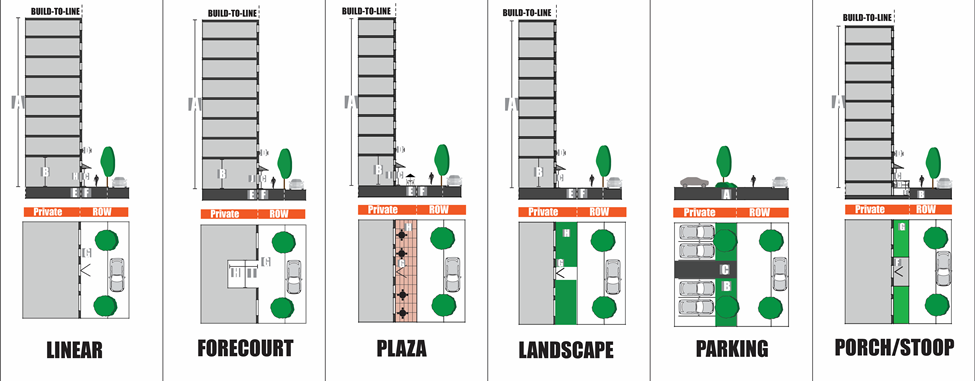 BUILD-TO-LINE
A
B
E F
Private ROW
G
LINEAR
BUILD-TO-LINE
A
B
E F
Private ROW
G
H
FORECOURT
BUILD-TO-LINE
A
B
E F
Private ROW
H
G
PLAZA
BUILD-TO-LINE
A
B
E F
Private ROW
H
G
LANDSCAPE
A
Private ROW
C
B
PARKING
BUILD-TO-LINE
A
B
Private ROW
G
PORCH/STOOP